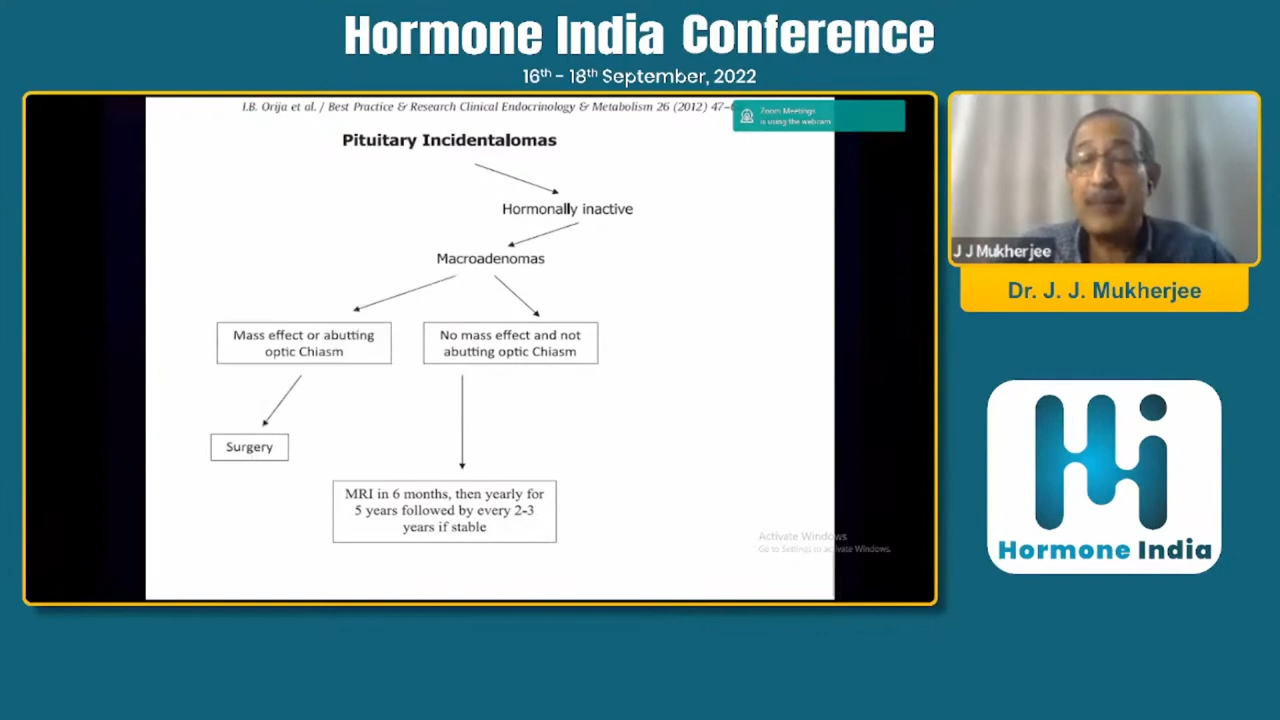 Hormone India Conference
16th - 18th September, 2022
I.B. Orija et al. / Best Practice & Research Clinical Endocrinology & Metabolism 26 (2012) 47–
Zoom Meetings
is using the webcam
Pituitary Incidentalomas
Hormonally inactive
Macroadenomas
Mass effect or abutting
optic Chiasm
No mass effect and not
abutting optic Chiasm
Surgery
MRI in 6 months, then yearly for
5 years followed by every 2-3
years if stable
Activate Windows
Go to Settings to activate Windows.
J J Mukherjee
Dr. J. J. Mukherjee
Hi
Hormone India